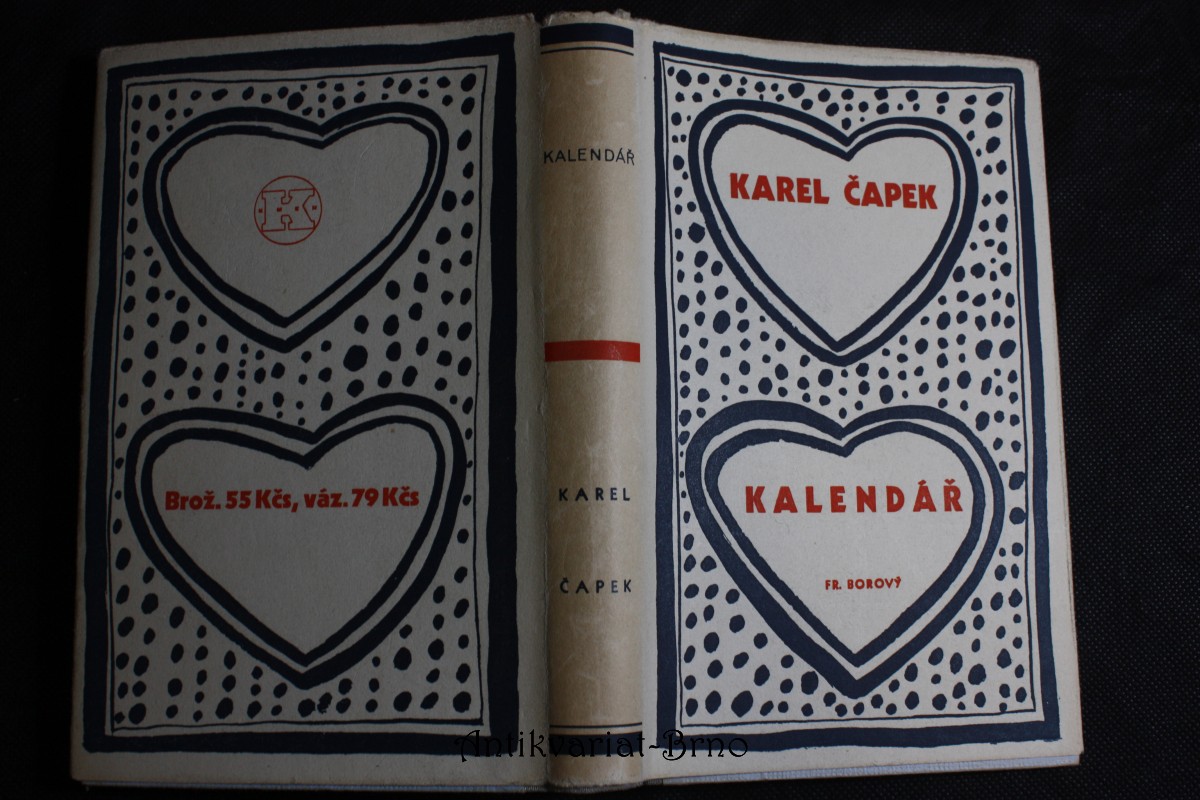 K
Brož. 55 Kčs, váz. 79 Kčs
KALENDÁŘ
KAREL
ČAPEK
KAREL ČAPEK
KALENDÁŘ
FR. BOROVÝ
Antikvariat-Brno